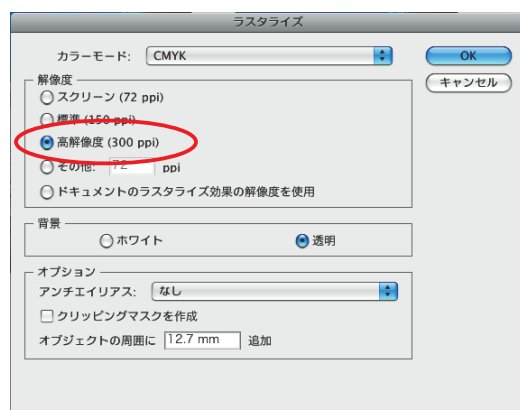 ラスタライズ
カラーモード: CMYK
OK
キャンセル
解像度
スクリーン (72 ppi)
標準 (150 ppi)
高解像度 (300 ppi)
その他: 72 ppi
ドキュメントのラスタライズ効果の解像度を使用
背景
ホワイト 透明
オプション
アンチエイリアス: なし
クリッピングマスクを作成
オブジェクトの周囲に 12.7 mm 追加